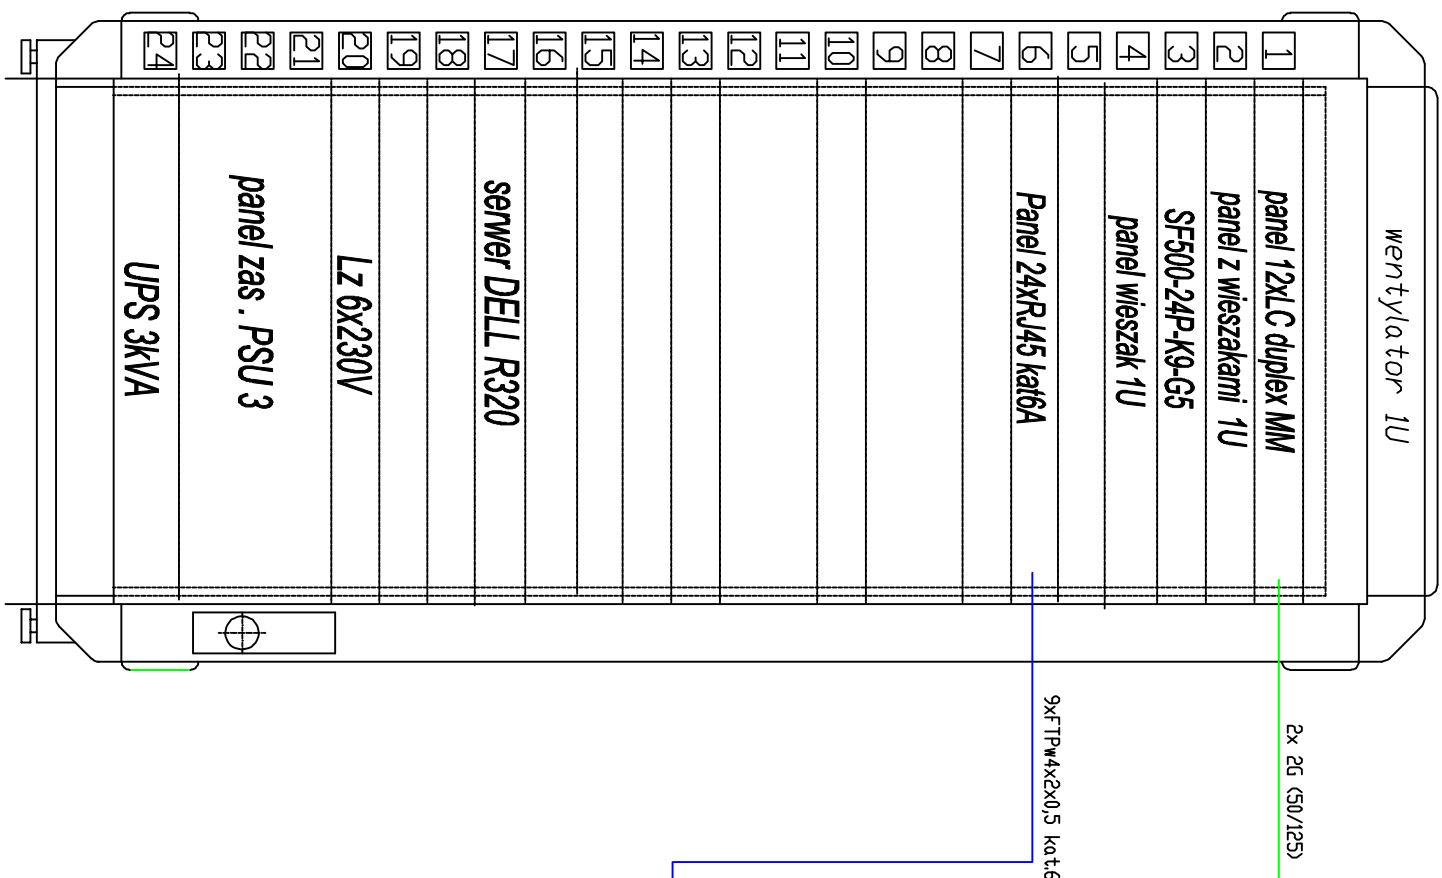 wentylator 1U
1
panel 12xLC duplex MM
2
panel z wieszakami 1U
3
SF500-24P-K9-G5
4
panel wieszak 1U
5
6
Panel 24xRJ45 kat6A
7
8
9
10
11
12
13
14
15
16
17
serwer DELL R320
18
19
20
Lz 6x230V
21
22
panel zas . PSU 3
23
24
UPS 3kVA
2x 2G (50/125)
9xFTPw4x2x0,5 kat.6